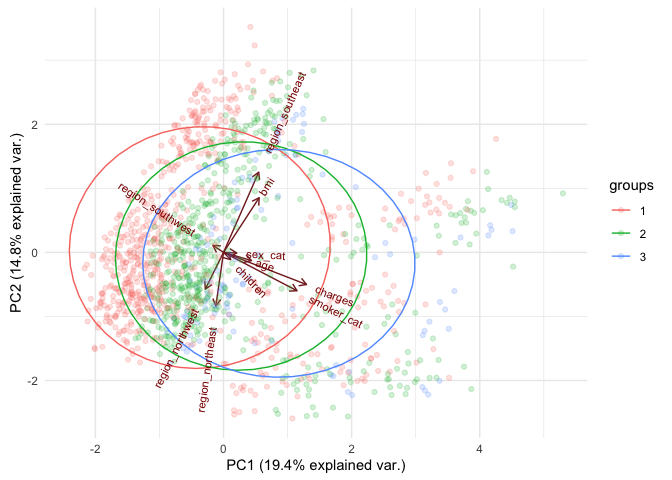 PC2 (14.8% explained var.)
2
0
-2
region_southeast
bmi
region_southwest
sex_cat
age
children
charges
smoker_cat
region_northwest
region_northeast
-2
0
2
4
PC1 (19.4% explained var.)
groups
1
2
3